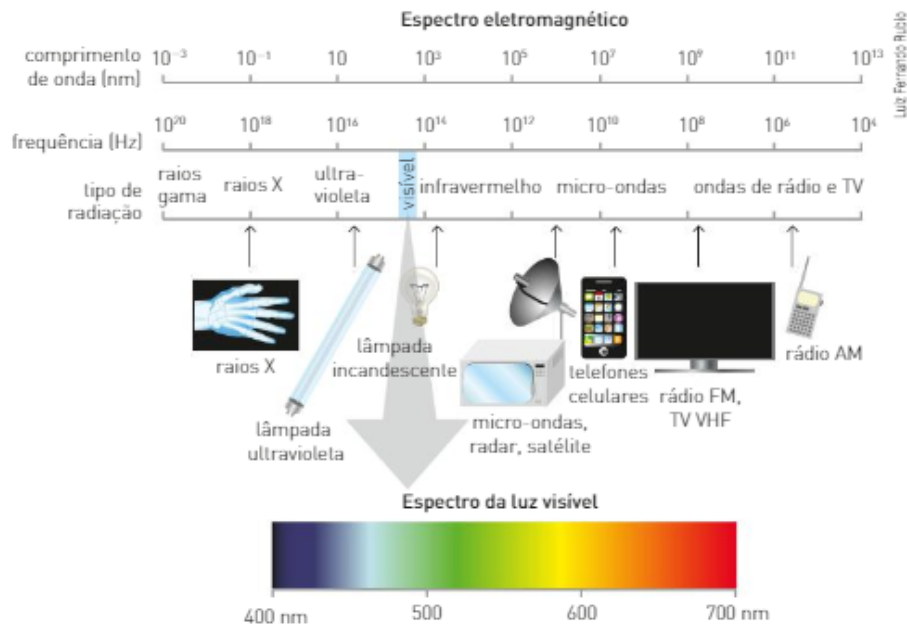 Espectro eletromagnético
Luiz Fernando Rubio
comprimento
de onda (nm)
10⁻³ 10⁻¹ 10 10³ 10⁵ 10⁷ 10⁹ 10¹¹ 10¹³
frequência (Hz)
10²⁰ 10¹⁸ 10¹⁶ 10¹⁴ 10¹² 10¹⁰ 10⁸ 10⁶ 10⁴
tipo de
radiação
raios
gama
raios X
ultra-
violeta
visível
infravermelho
micro-ondas
ondas de rádio e TV
raios X
lâmpada
ultravioleta
lâmpada
incandescente
micro-ondas,
radar, satélite
telefones
celulares
rádio FM,
TV VHF
rádio AM
Espectro da luz visível
400 nm 500 600 700 nm